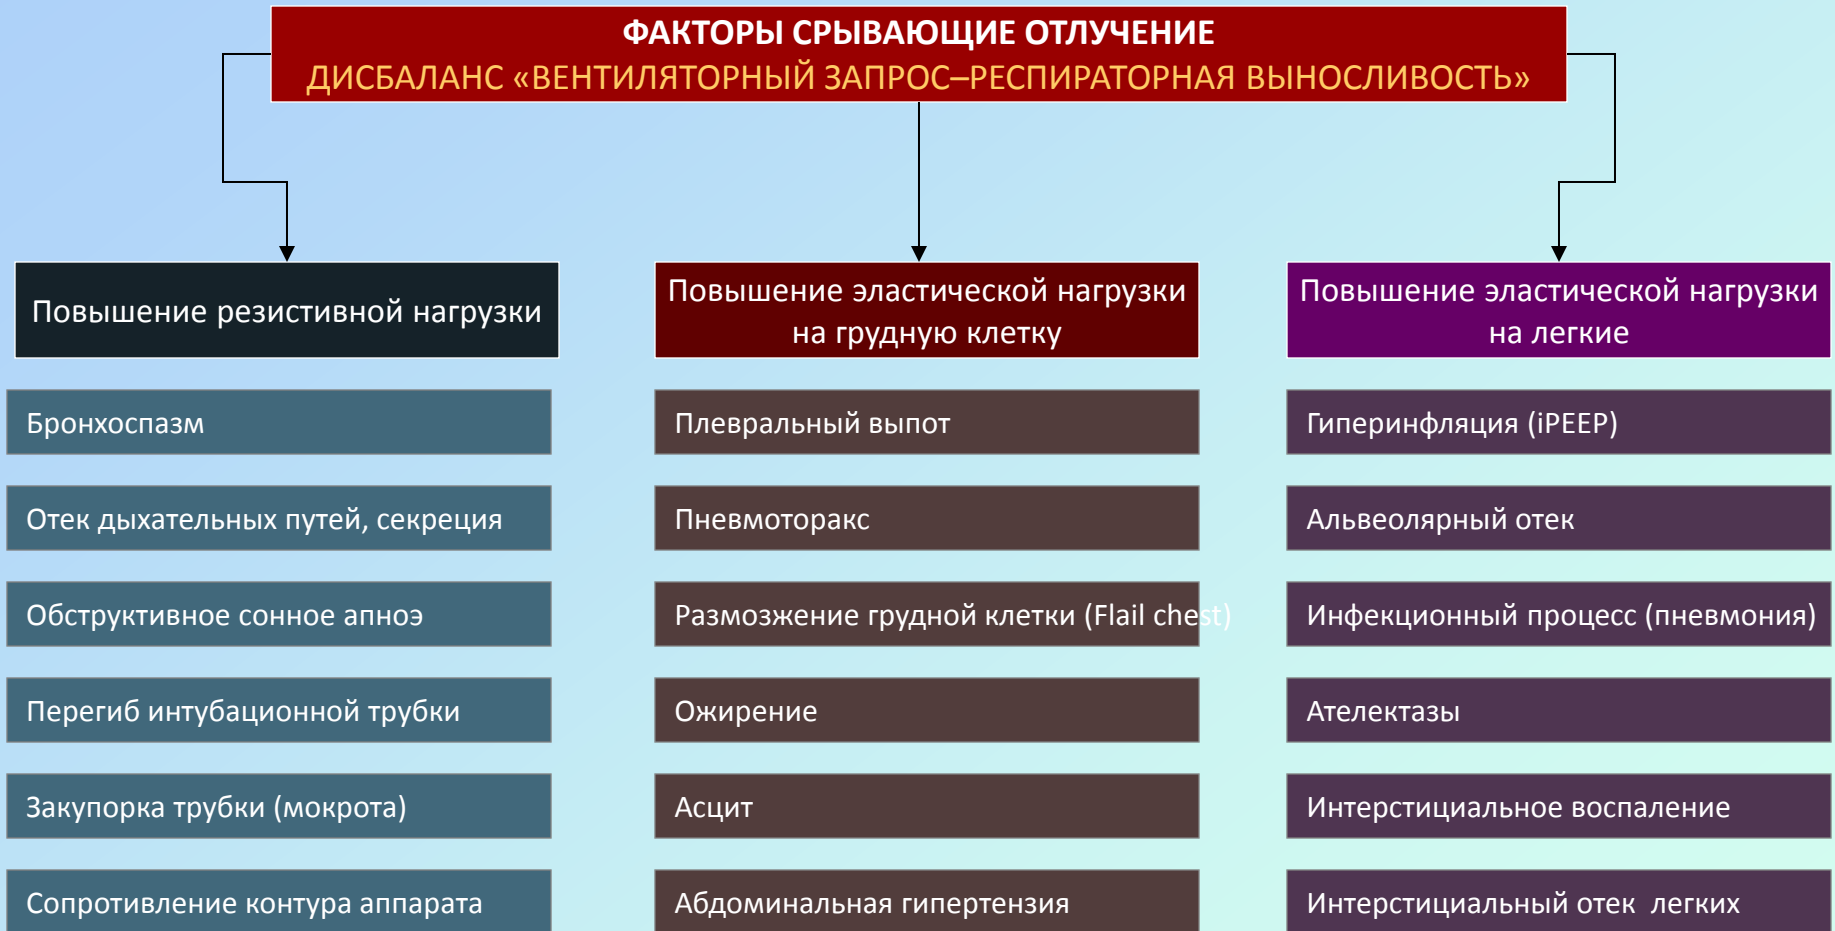 ФАКТОРЫ СРЫВАЮЩИЕ ОТЛУЧЕНИЕ
ДИСБАЛАНС «ВЕНТИЛЯТОРНЫЙ ЗАПРОС–РЕСПИРАТОРНАЯ ВЫНОСЛИВОСТЬ»
Повышение резистивной нагрузки
Бронхоспазм
Отек дыхательных путей, секреция
Обструктивное сонное апноэ
Перегиб интубационной трубки
Закупорка трубки (мокрота)
Сопротивление контура аппарата
Повышение эластической нагрузки
на грудную клетку
Плевральный выпот
Пневмоторакс
Размозжение грудной клетки (Flail chest)
Ожирение
Асцит
Абдоминальная гипертензия
Повышение эластической нагрузки
на легкие
Гиперинфляция (iPEEP)
Альвеолярный отек
Инфекционный процесс (пневмония)
Ателектазы
Интерстициальное воспаление
Интерстициальный отек легких